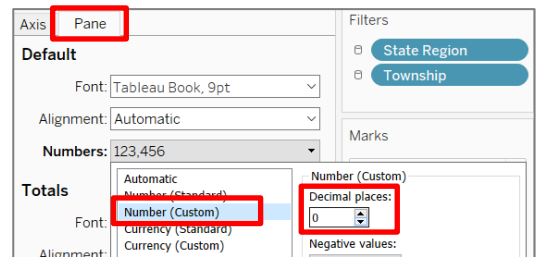 Axis Pane
Default
Font: Tableau Book, 9pt
Alignment: Automatic
Numbers: 123,456
Automatic
Number (Standard)
Number (Custom)
Currency (Standard)
Currency (Custom)
Number (Custom)
Decimal places:
0
Negative values:
Totals
Font:
Alignment:
Filters
State Region
Township
Marks